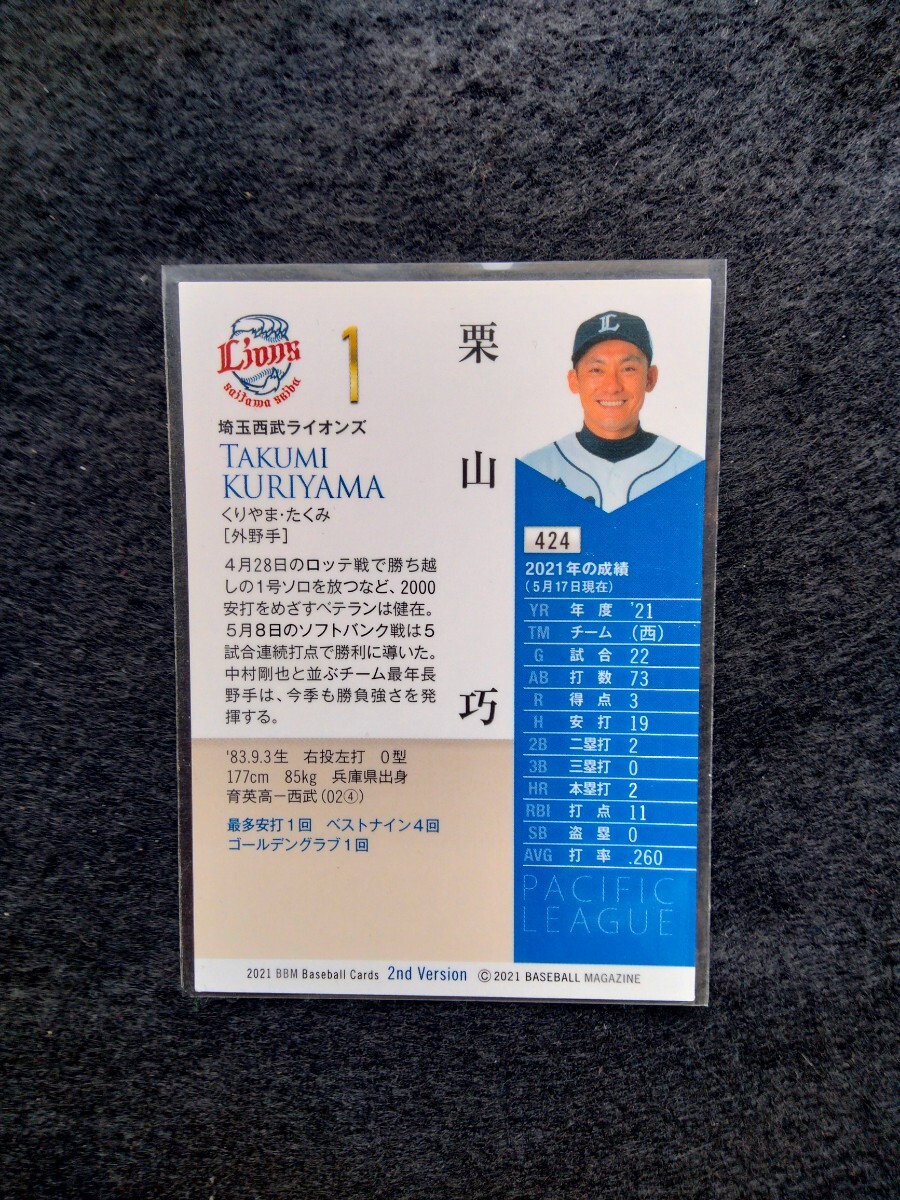 Lions
saitama seibu
1
埼玉西武ライオンズ
TAKUMI
KURIYAMA
くりやま・たくみ
[外野手]
栗山巧
4月28日のロッテ戦で勝ち越
しの1号ソロを放つなど、2000
安打をめざすベテランは健在。
5月8日のソフトバンク戦は5
試合連続打点で勝利に導いた。
中村剛也と並ぶチーム最年長
野手は、今季も勝負強さを発
揮する。
'83.9.3生 右投左打 O型
177cm 85kg 兵庫県出身
育英高－西武(02④)
最多安打1回 ベストナイン4回
ゴールデングラブ1回
L
424
2021年の成績
(5月17日現在)
YR 年度 '21
TM チーム (西)
G 試合 22
AB 打数 73
R 得点 3
H 安打 19
2B 二塁打 2
3B 三塁打 0
HR 本塁打 2
RBI 打点 11
SB 盗塁 0
AVG 打率 .260
PACIFIC
LEAGUE
2021 BBM Baseball Cards 2nd Version ©2021 BASEBALL MAGAZINE